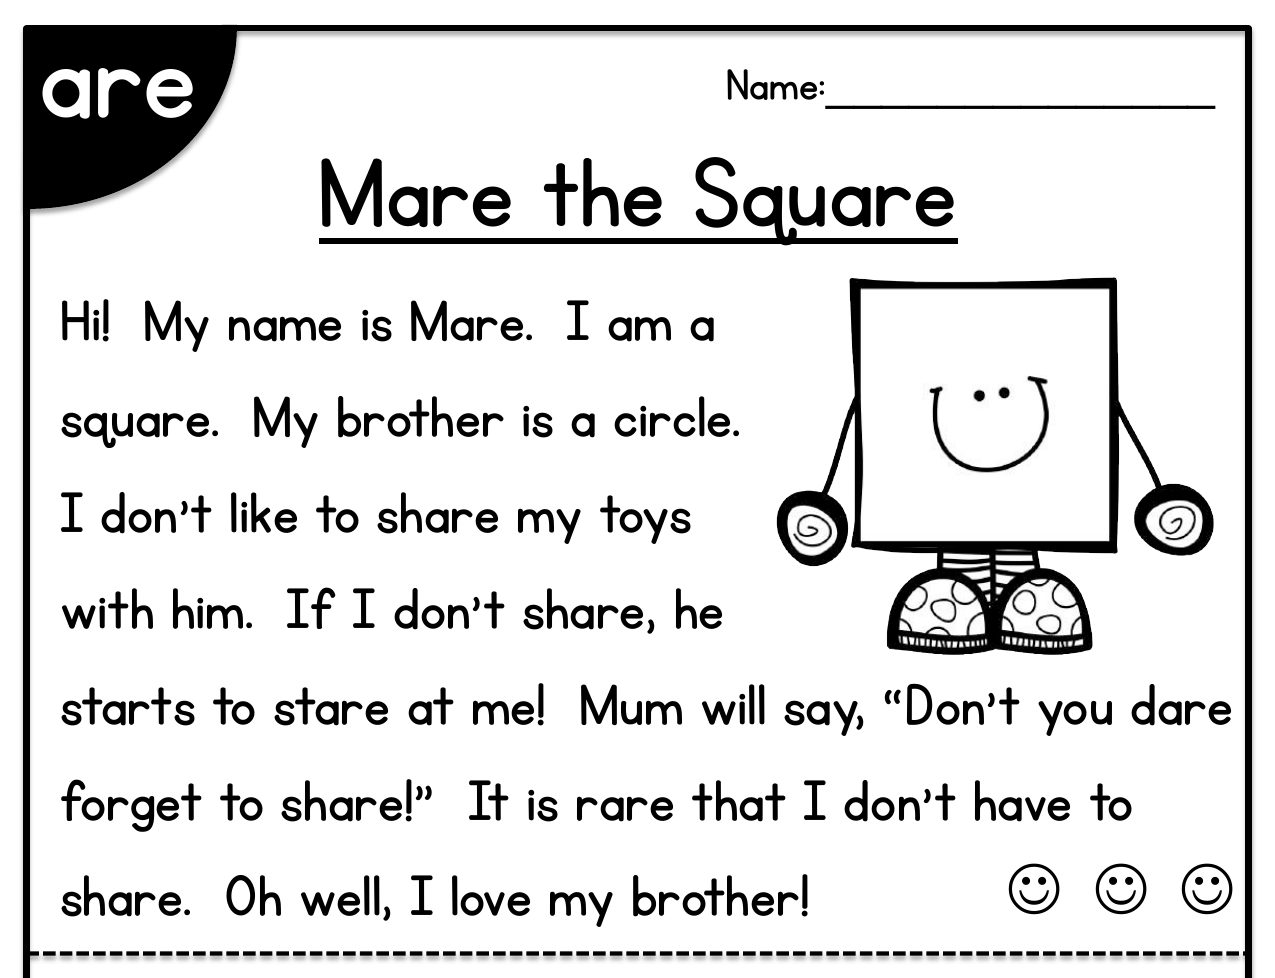 are
Name:
Mare the Square
Hi! My name is Mare. I am a
square. My brother is a circle.
I don't like to share my toys
with him. If I don't share, he
starts to stare at me! Mum will say, “Don't you dare
forget to share!” It is rare that I don't have to
share. Oh well, I love my brother!